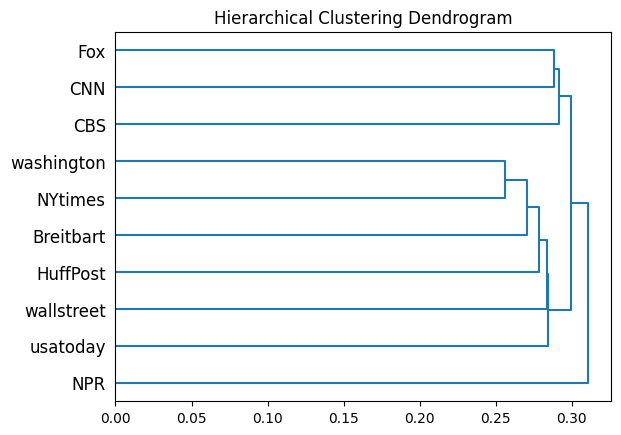 Hierarchical Clustering Dendrogram
Fox
CNN
CBS
washington
NYtimes
Breitbart
HuffPost
wallstreet
usatoday
NPR
0.00 0.05 0.10 0.15 0.20 0.25 0.30